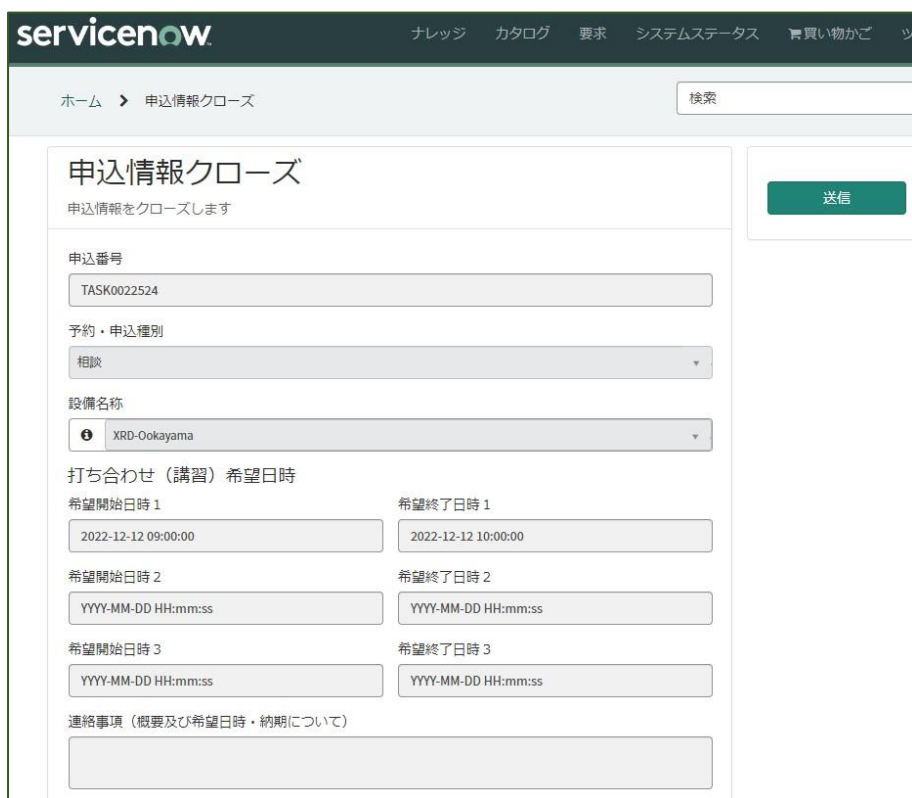 servicenow.
ナレッジ カタログ 要求 システムステータス 買い物かご
ホーム > 申込情報クローズ
検索
申込情報クローズ
申込情報をクローズします
送信
申込番号
TASK0022524
予約・申込種別
相談
設備名称
XRD-Ookayama
打ち合わせ（講習）希望日時
希望開始日時１ 希望終了日時１
2022-12-12 09:00:00 2022-12-12 10:00:00
希望開始日時２ 希望終了日時２
YYYY-MM-DD HH:mm:ss YYYY-MM-DD HH:mm:ss
希望開始日時３ 希望終了日時３
YYYY-MM-DD HH:mm:ss YYYY-MM-DD HH:mm:ss
連絡事項（概要及び希望日時・納期について）